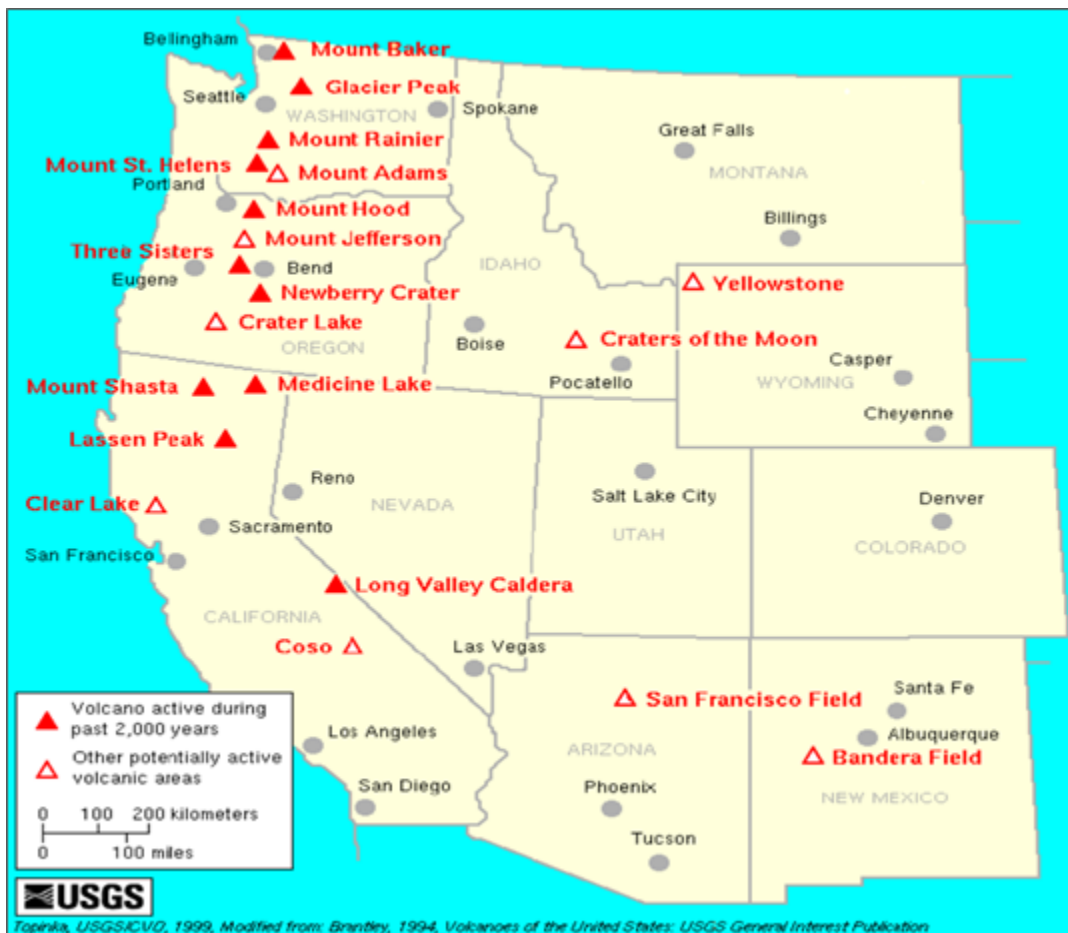 Bellingham
Mount Baker
Glacier Peak
Seattle
WASHINGTON
Spokane
Mount Rainier
Great Falls
Mount St. Helens
Mount Adams
MONTANA
Portland
Mount Hood
Billings
Mount Jefferson
Three Sisters
Eugene
Bend
IDAHO
Newberry Crater
Yellowstone
Crater Lake
OREGON
Boise
Craters of the Moon
Pocatello
Casper
WYOMING
Cheyenne
Mount Shasta
Medicine Lake
Lassen Peak
Reno
NEVADA
Salt Lake City
UTAH
Denver
COLORADO
Clear Lake
Sacramento
San Francisco
Long Valley Caldera
CALIFORNIA
Coso
Las Vegas
San Francisco Field
Santa Fe
Albuquerque
Bandera Field
NEW MEXICO
ARIZONA
Phoenix
Tucson
Los Angeles
San Diego
Volcano active during
past 2,000 years
Other potentially active
volcanic areas
0 100 200 kilometers
0 100 miles
USGS
Topinka, USGS/CVO, 1999, Modified from: Brantley, 1994, Volcanoes of the United States: USGS General Interest Publication